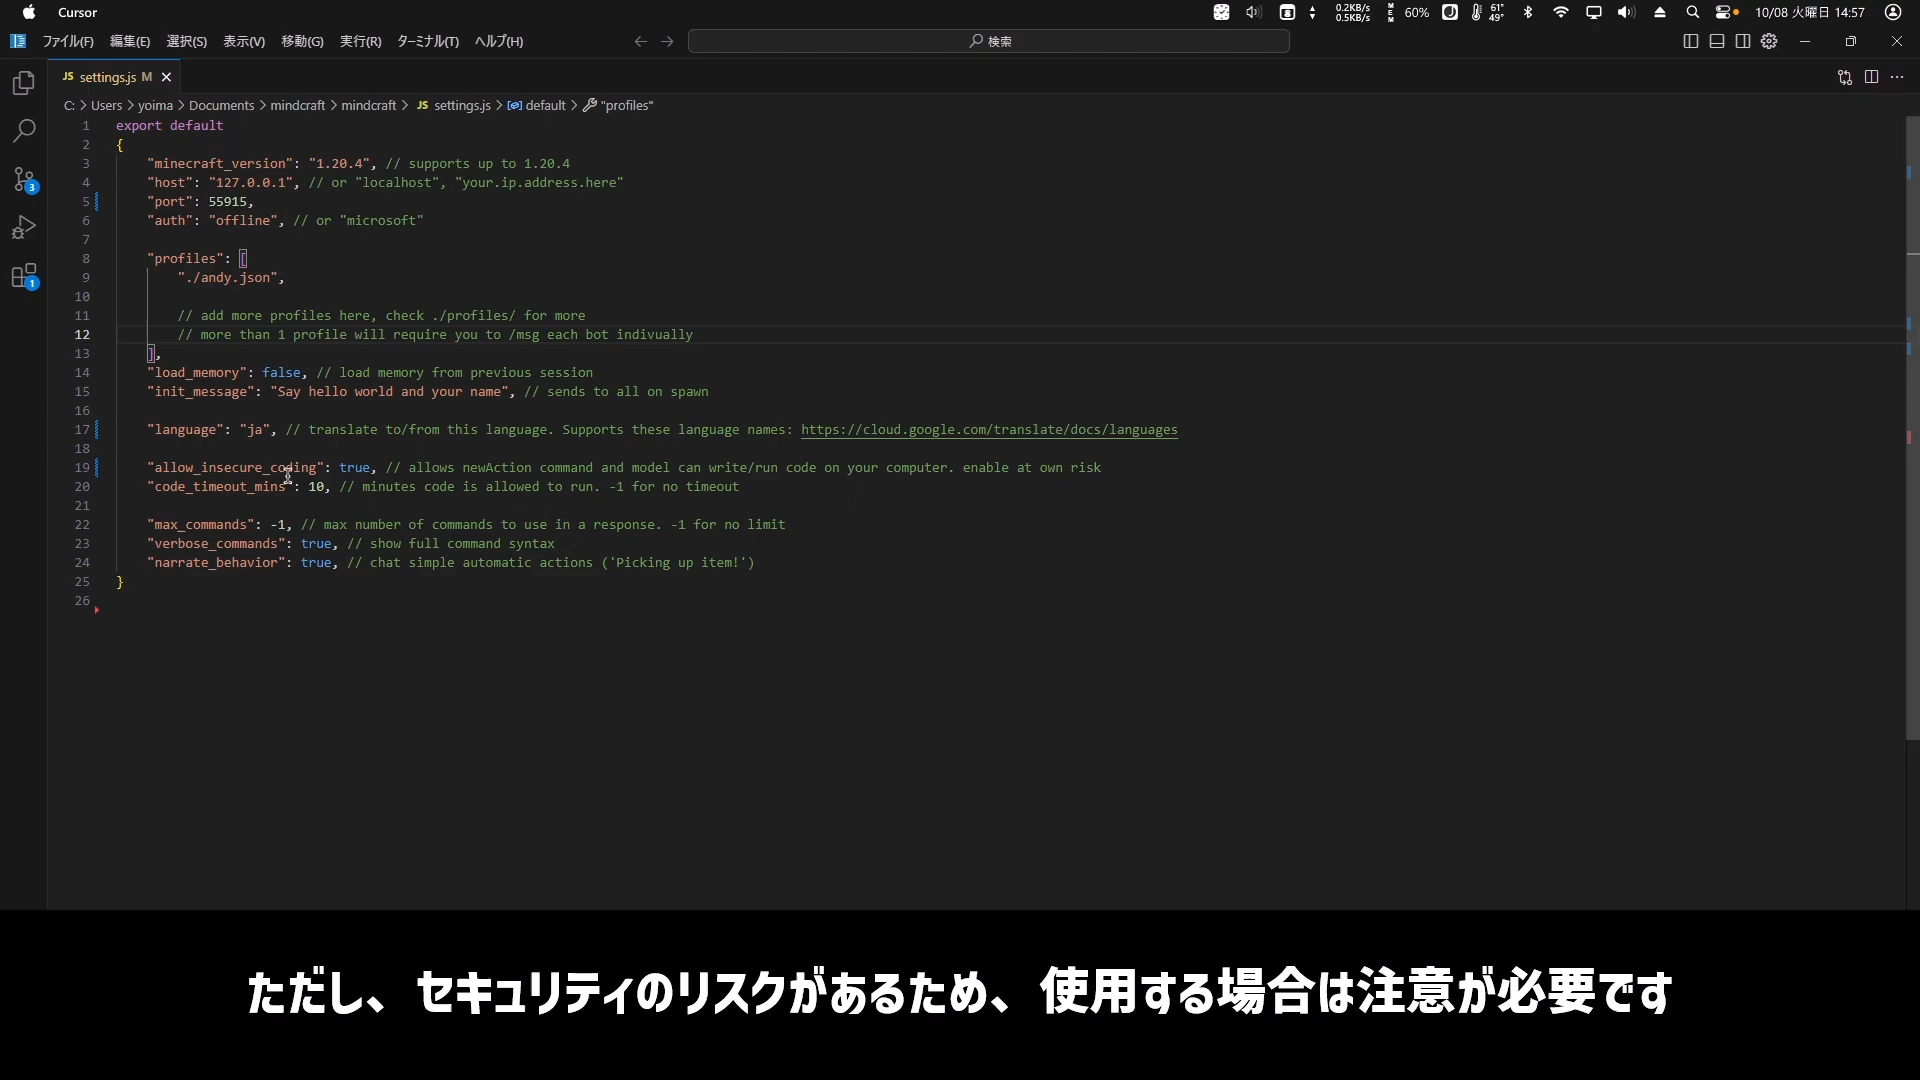 Cursor
0.2KB/s
0.5KB/s
MEM
60%
61°
49°
10/08 火曜日 14:57
ファイル(F) 編集(E) 選択(S) 表示(V) 移動(G) 実行(R) ターミナル(T) ヘルプ(H)
検索
JS settings.js M
C: > Users > yoima > Documents > mindcraft > mindcraft > JS settings.js > default > "profiles"
3
1
1 export default
2 {
3 "minecraft_version": "1.20.4", // supports up to 1.20.4
4 "host": "127.0.0.1", // or "localhost", "your.ip.address.here"
5 "port": 55915,
6 "auth": "offline", // or "microsoft"
7
8 "profiles": [
9 "./andy.json",
10
11 // add more profiles here, check ./profiles/ for more
12 // more than 1 profile will require you to /msg each bot indivually
13 ],
14 "load_memory": false, // load memory from previous session
15 "init_message": "Say hello world and your name", // sends to all on spawn
16
17 "language": "ja", // translate to/from this language. Supports these language names: https://cloud.google.com/translate/docs/languages
18
19 "allow_insecure_coding": true, // allows newAction command and model can write/run code on your computer. enable at own risk
20 "code_timeout_mins": 10, // minutes code is allowed to run. -1 for no timeout
21
22 "max_commands": -1, // max number of commands to use in a response. -1 for no limit
23 "verbose_commands": true, // show full command syntax
24 "narrate_behavior": true, // chat simple automatic actions ('Picking up item!')
25 }
26
ただし、セキュリティのリスクがあるため、使用する場合は注意が必要です